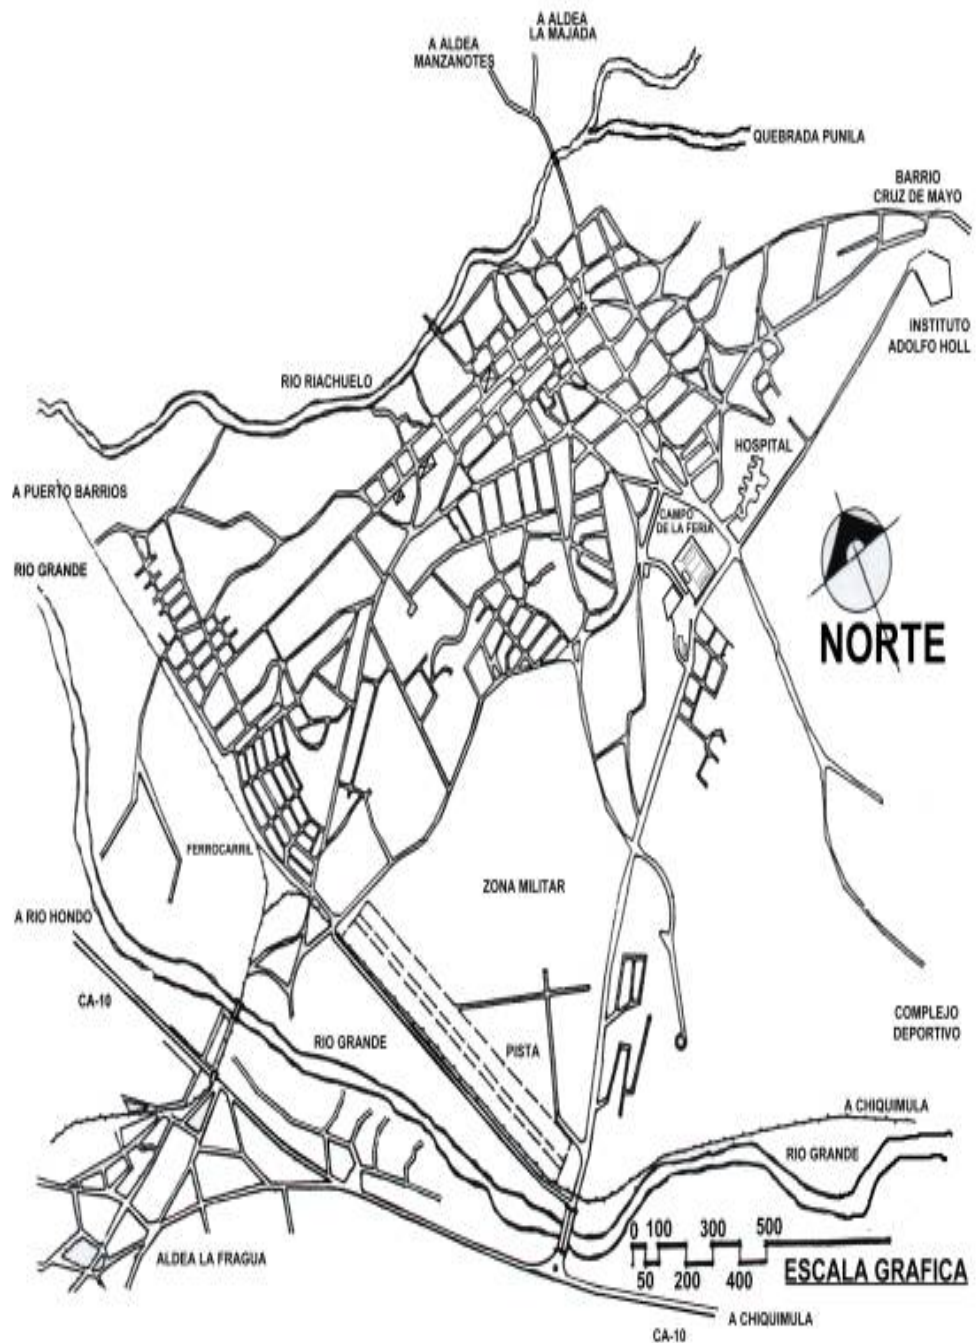 A ALDEA
LA MAJADA
A ALDEA
MANZANOTES
QUEBRADA PUNILA
BARRIO
CRUZ DE MAYO
INSTITUTO
ADOLFO HOLL
RIO RIACHUELO
HOSPITAL
A PUERTO BARRIOS
CAMPO
DE LA FERIA
RIO GRANDE
NORTE
FERROCARRIL
ZONA MILITAR
A RIO HONDO
CA-10
COMPLEJO
DEPORTIVO
RIO GRANDE
PISTA
A CHIQUIMULA
RIO GRANDE
0 100 300 500
50 200 400
ESCALA GRAFICA
ALDEA LA FRAGUA
A CHIQUIMULA
CA-10